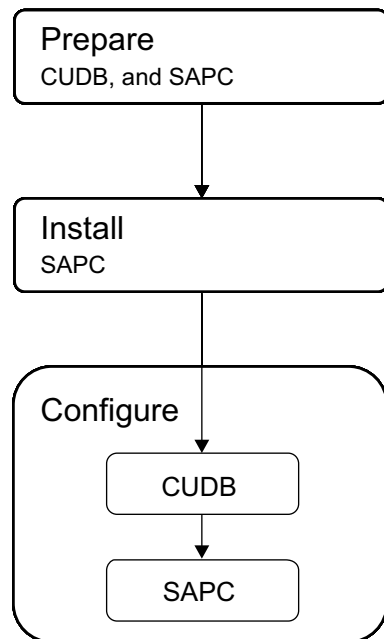 Prepare
CUDB, and SAPC
Install
SAPC
Configure
CUDB
SAPC